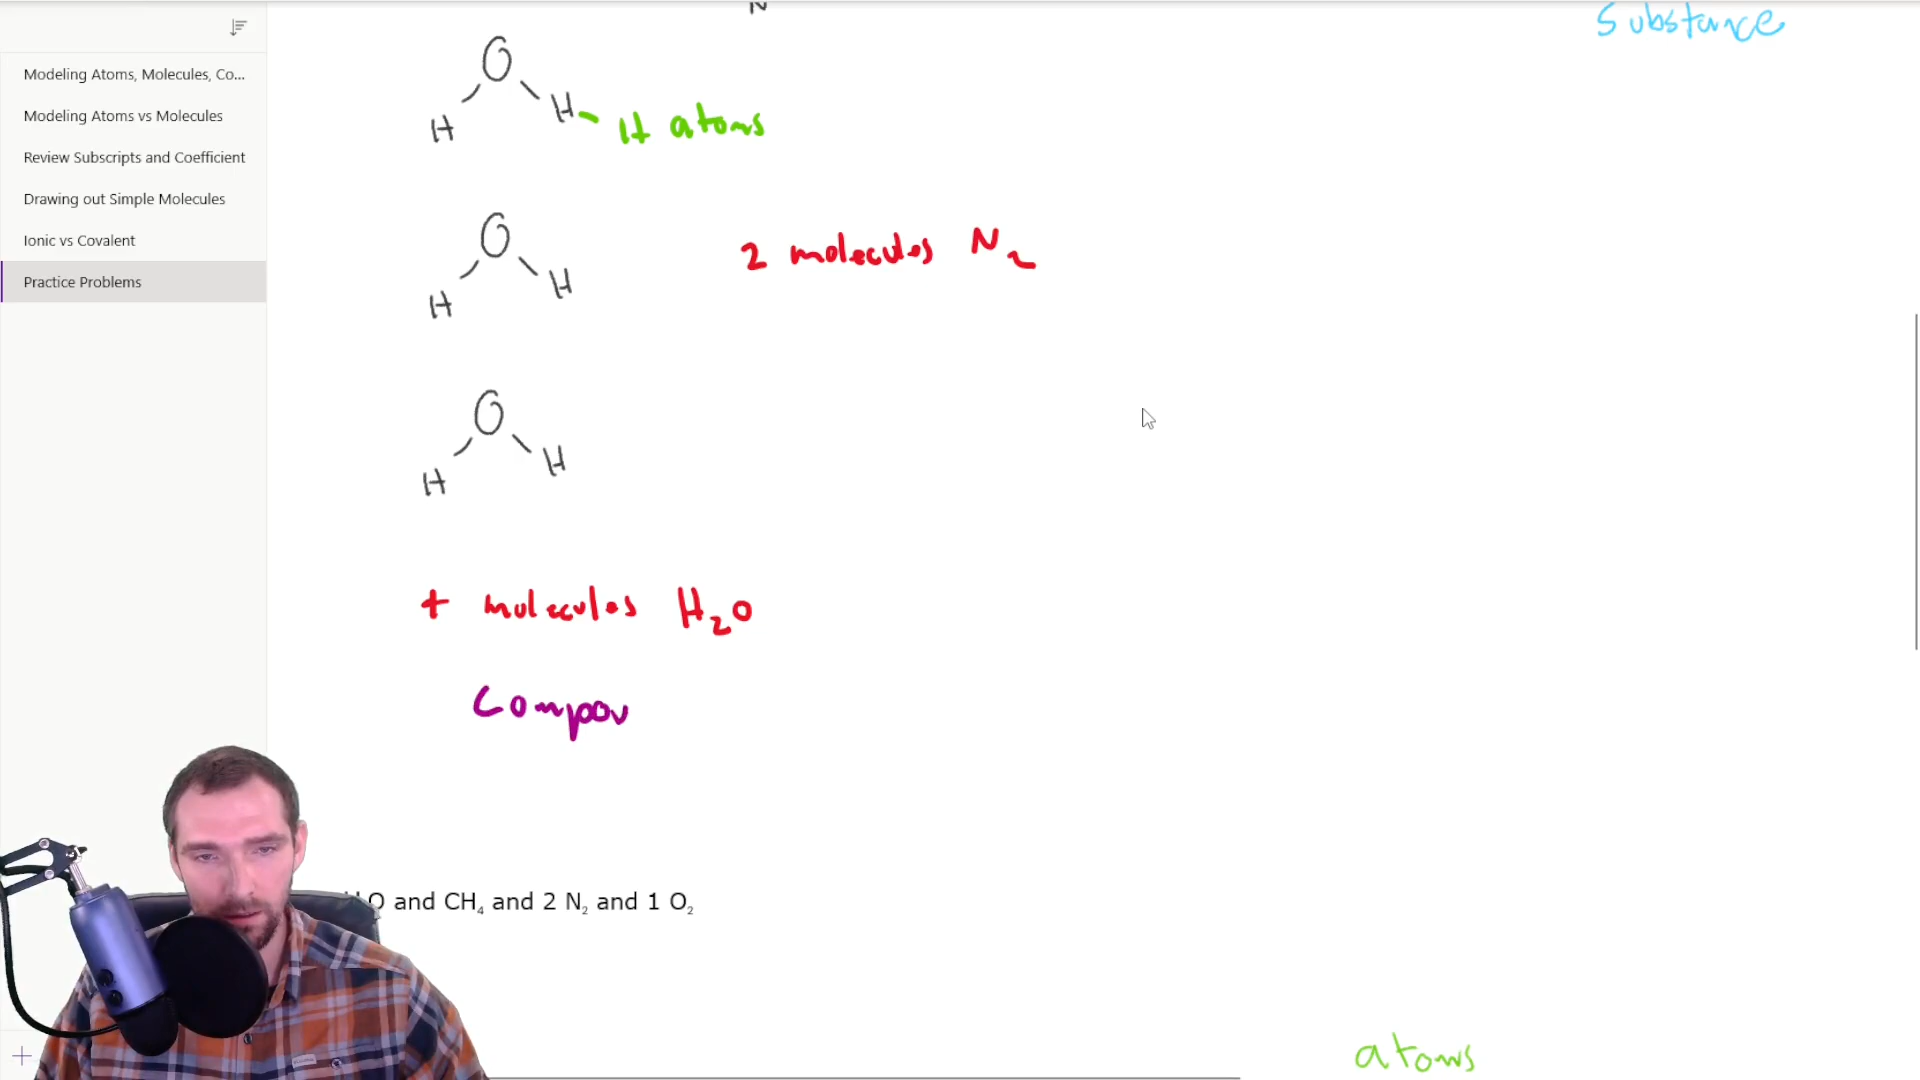 Modeling Atoms, Molecules, Co...
Modeling Atoms vs Molecules
Review Subscripts and Coefficient
Drawing out Simple Molecules
Ionic vs Covalent
Practice Problems
N
Substance
O
H H H atoms
O
H H
2 molecules N₂
O
H H
molecules H₂O
Compou
O and CH₄ and 2 N₂ and 1 O₂
atoms